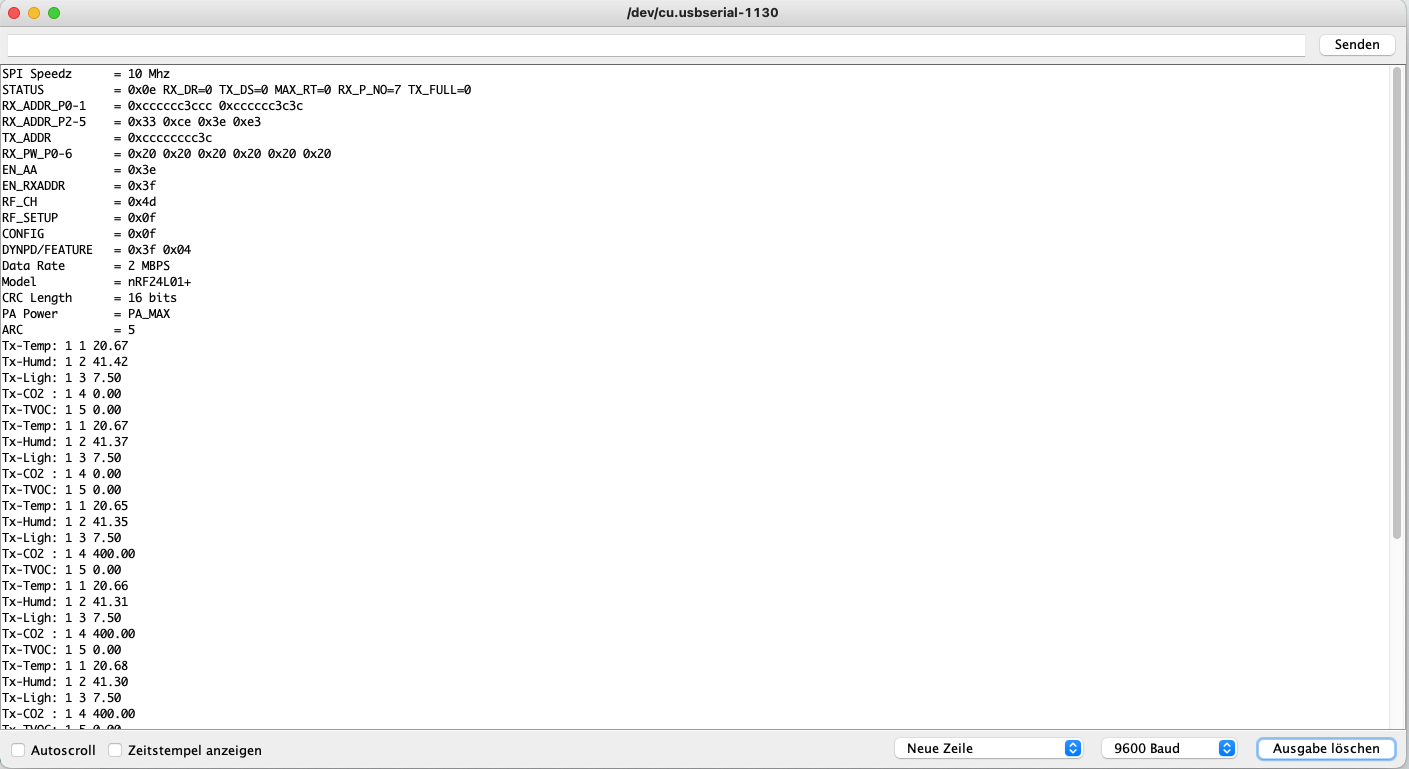 /dev/cu.usbserial-1130
Senden
SPI Speedz = 10 Mhz
STATUS = 0x0e RX_DR=0 TX_DS=0 MAX_RT=0 RX_P_NO=7 TX_FULL=0
RX_ADDR_P0-1 = 0xcccccc3ccc 0xcccccc3c3c
RX_ADDR_P2-5 = 0x33 0xce 0x3e 0xe3
TX_ADDR = 0xcccccccc3c
RX_PW_P0-6 = 0x20 0x20 0x20 0x20 0x20 0x20
EN_AA = 0x3e
EN_RXADDR = 0x3f
RF_CH = 0x4d
RF_SETUP = 0x0f
CONFIG = 0x0f
DYNPD/FEATURE = 0x3f 0x04
Data Rate = 2 MBPS
Model = nRF24L01+
CRC Length = 16 bits
PA Power = PA_MAX
ARC = 5
Tx-Temp: 1 1 20.67
Tx-Humd: 1 2 41.42
Tx-Ligh: 1 3 7.50
Tx-CO2 : 1 4 0.00
Tx-TVOC: 1 5 0.00
Tx-Temp: 1 1 20.67
Tx-Humd: 1 2 41.37
Tx-Ligh: 1 3 7.50
Tx-CO2 : 1 4 0.00
Tx-TVOC: 1 5 0.00
Tx-Temp: 1 1 20.65
Tx-Humd: 1 2 41.35
Tx-Ligh: 1 3 7.50
Tx-CO2 : 1 4 400.00
Tx-TVOC: 1 5 0.00
Tx-Temp: 1 1 20.66
Tx-Humd: 1 2 41.31
Tx-Ligh: 1 3 7.50
Tx-CO2 : 1 4 400.00
Tx-TVOC: 1 5 0.00
Tx-Temp: 1 1 20.68
Tx-Humd: 1 2 41.30
Tx-Ligh: 1 3 7.50
Tx-CO2 : 1 4 400.00
Tx-TVOC: 1 5 0.00
Autoscroll Zeitstempel anzeigen Neue Zeile 9600 Baud Ausgabe löschen